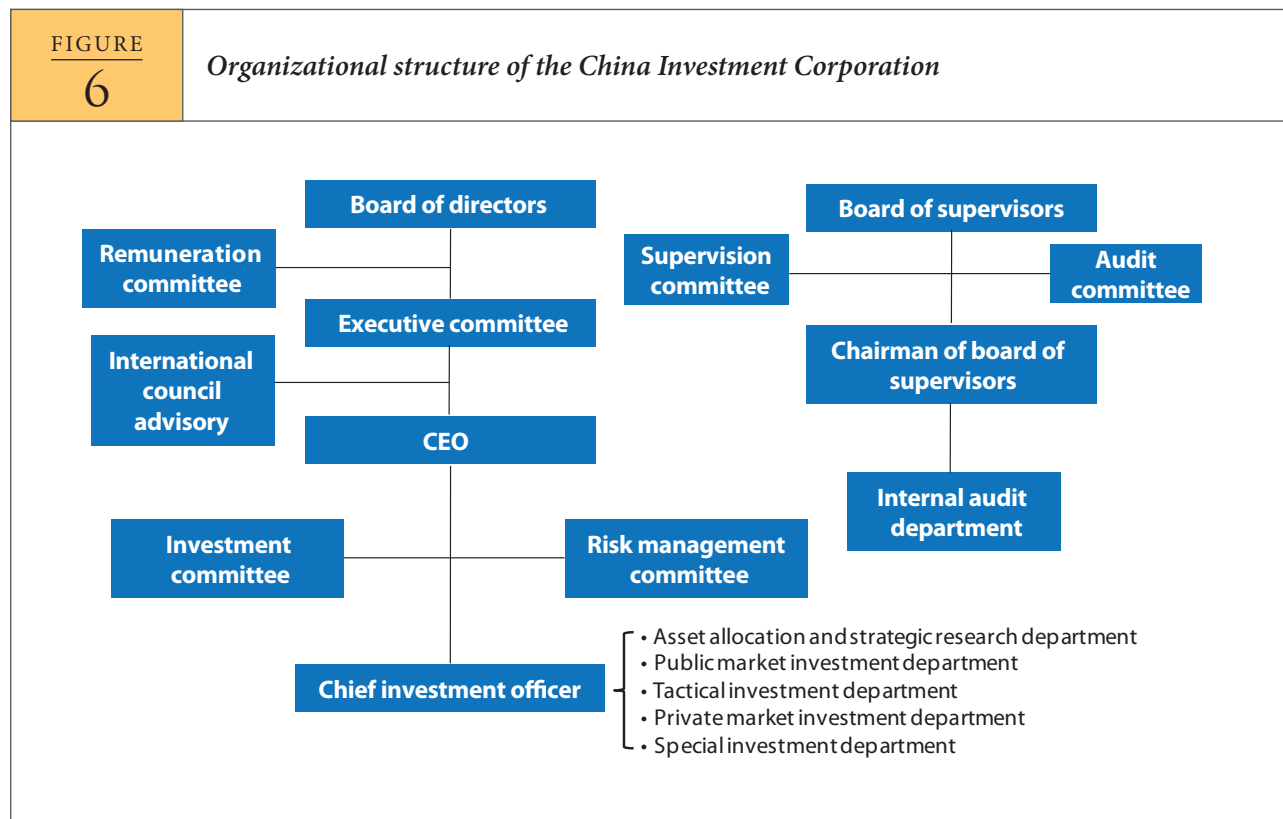 FIGURE
6
Organizational structure of the China Investment Corporation
Board of directors
Remuneration
committee
Executive committee
International
council
advisory
CEO
Investment
committee
Risk management
committee
Chief investment officer
• Asset allocation and strategic research department
• Public market investment department
• Tactical investment department
• Private market investment department
• Special investment department
Board of supervisors
Supervision
committee
Audit
committee
Chairman of board of
supervisors
Internal audit
department